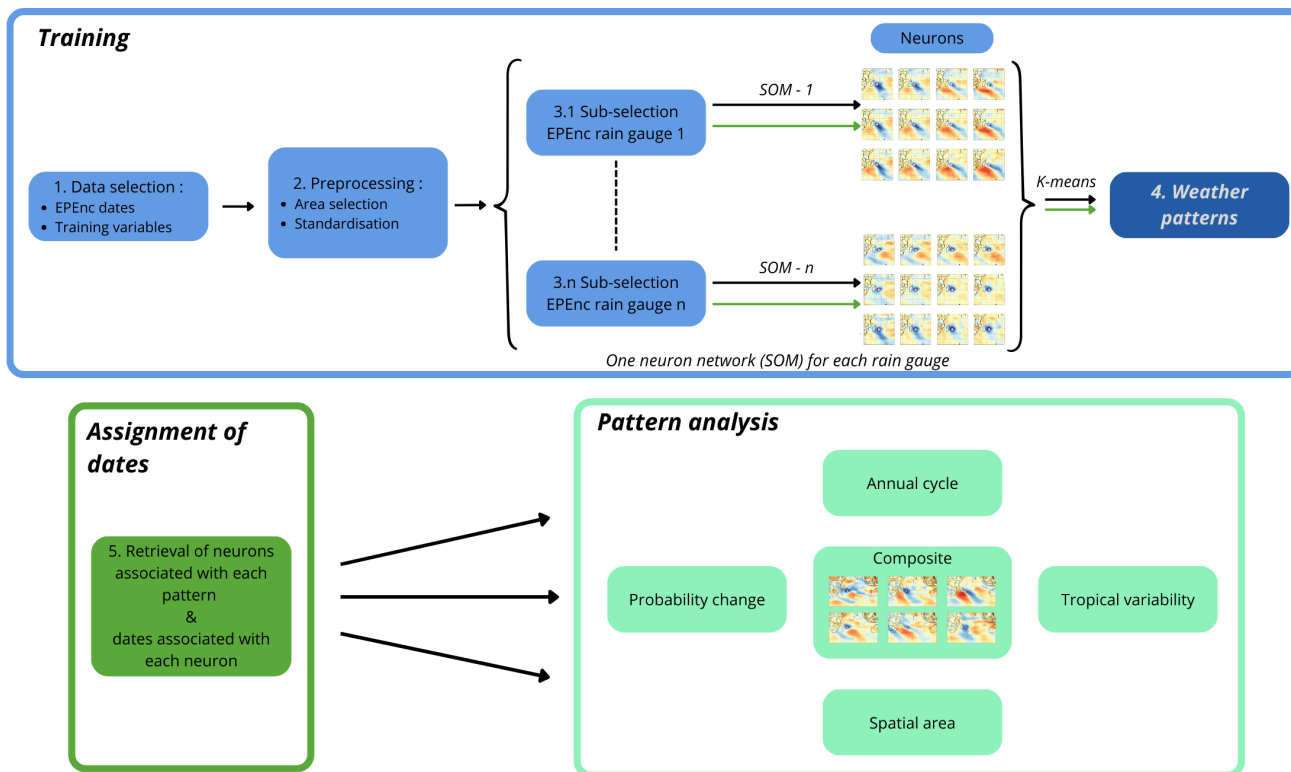 Training
Neurons
1. Data selection :
• EPEnc dates
• Training variables
2. Preprocessing :
• Area selection
• Standardisation
3.1 Sub-selection
EPEnc rain gauge 1
SOM - 1
3.n Sub-selection
EPEnc rain gauge n
SOM - n
One neuron network (SOM) for each rain gauge
K-means
4. Weather
patterns
Assignment of
dates
5. Retrieval of neurons
associated with each
pattern
&
dates associated with
each neuron
Pattern analysis
Annual cycle
Probability change
Composite
Tropical variability
Spatial area